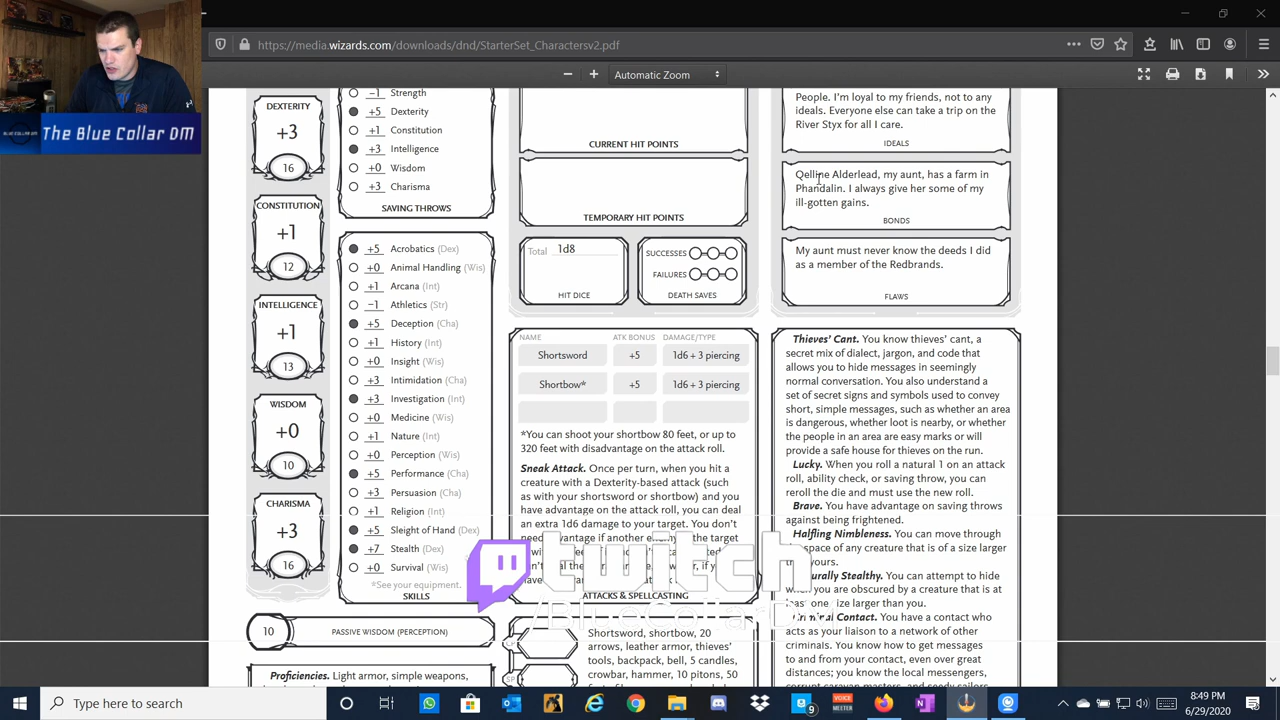 https://media.wizards.com/downloads/dnd/StarterSet_Charactersv2.pdf
Automatic Zoom
The Blue Collar DM
DEXTERITY
+3
16
CONSTITUTION
+1
12
INTELLIGENCE
+1
13
WISDOM
+0
10
CHARISMA
+3
16
−1 Strength
+5 Dexterity
+1 Constitution
+3 Intelligence
+0 Wisdom
+3 Charisma
SAVING THROWS
+5 Acrobatics (Dex)
+0 Animal Handling (Wis)
+1 Arcana (Int)
−1 Athletics (Str)
+5 Deception (Cha)
+1 History (Int)
+0 Insight (Wis)
+3 Intimidation (Cha)
+3 Investigation (Int)
+0 Medicine (Wis)
+1 Nature (Int)
+0 Perception (Wis)
+5 Performance (Cha)
+3 Persuasion (Cha)
+1 Religion (Int)
+5 Sleight of Hand (Dex)
+7 Stealth (Dex)
+0 Survival (Wis)
*See your equipment.
SKILLS
10 PASSIVE WISDOM (PERCEPTION)
Proficiencies. Light armor, simple weapons,
CURRENT HIT POINTS
TEMPORARY HIT POINTS
Total 1d8
HIT DICE
SUCCESSES
FAILURES
DEATH SAVES
NAME ATK BONUS DAMAGE/TYPE
Shortsword +5 1d6 + 3 piercing
Shortbow* +5 1d6 + 3 piercing
*You can shoot your shortbow 80 feet, or up to
320 feet with disadvantage on the attack roll.
Sneak Attack. Once per turn, when you hit a
creature with a Dexterity-based attack (such
as with your shortsword or shortbow) and you
have advantage on the attack roll, you can deal
an extra 1d6 damage to your target. You don't
ATTACKS & SPELLCASTING
twitch
/BlueCollarDM
Shortsword, shortbow, 20
arrows, leather armor, thieves'
tools, backpack, bell, 5 candles,
crowbar, hammer, 10 pitons, 50
SP
People. I'm loyal to my friends, not to any
ideals. Everyone else can take a trip on the
River Styx for all I care.
IDEALS
Qelline Alderlead, my aunt, has a farm in
Phandalin. I always give her some of my
ill-gotten gains.
BONDS
My aunt must never know the deeds I did
as a member of the Redbrands.
FLAWS
Thieves' Cant. You know thieves' cant, a
secret mix of dialect, jargon, and code that
allows you to hide messages in seemingly
normal conversation. You also understand a
set of secret signs and symbols used to convey
short, simple messages, such as whether an area
is dangerous, whether loot is nearby, or whether
the people in an area are easy marks or will
provide a safe house for thieves on the run.
Lucky. When you roll a natural 1 on an attack
roll, ability check, or saving throw, you can
reroll the die and must use the new roll.
Brave. You have advantage on saving throws
against being frightened.
Halfling Nimbleness. You can move through
space of any creature that is of a size larger
yours.
Stealthy. You can attempt to hide
when you are obscured by a creature that is at
least one size larger than you.
Criminal Contact. You have a contact who
acts as your liaison to a network of other
criminals. You know how to get messages
to and from your contact, even over great
distances; you know the local messengers,
Type here to search
9
VOICE
MEETER
8:49 PM
6/29/2020